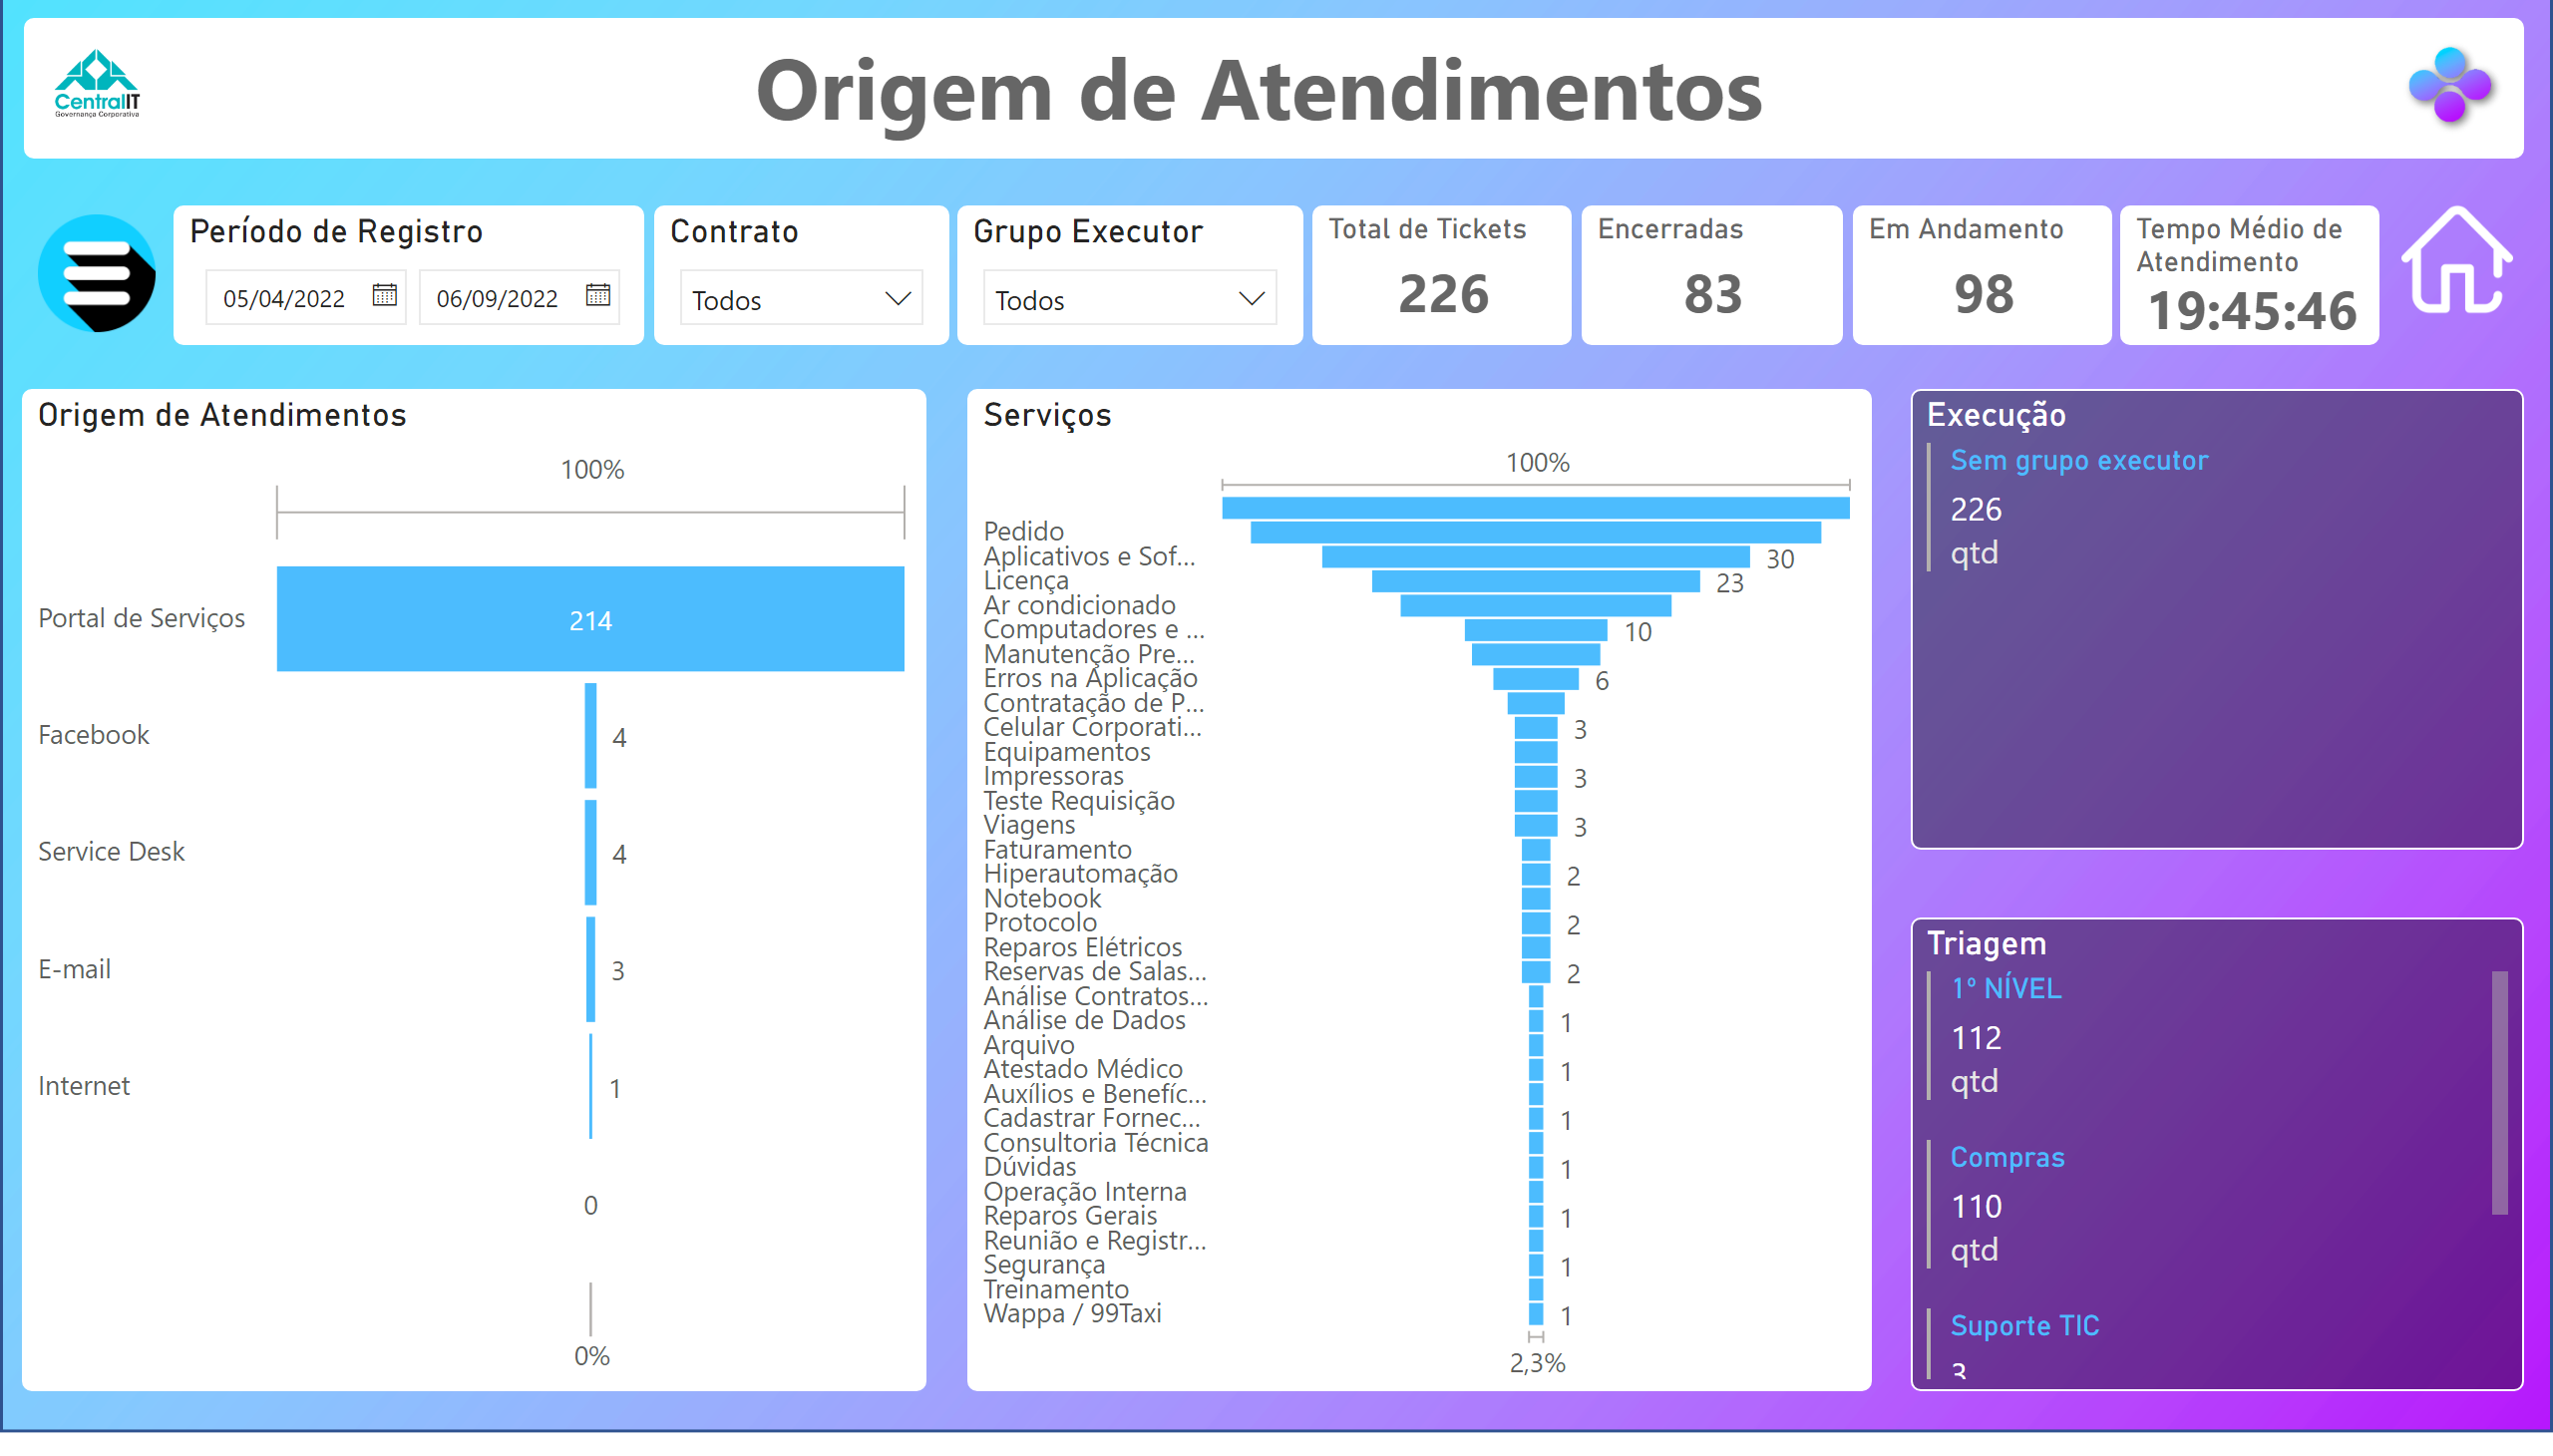 CentralIT
Governança Corporativa
Origem de Atendimentos
Período de Registro
05/04/2022
06/09/2022
Contrato
Todos
Grupo Executor
Todos
Total de Tickets
226
Encerradas
83
Em Andamento
98
Tempo Médio de
Atendimento
19:45:46
Origem de Atendimentos
100%
Portal de Serviços
214
Facebook
4
Service Desk
4
E-mail
3
Internet
1
0
0%
Serviços
100%
Pedido
Aplicativos e Sof...
30
Licença
23
Ar condicionado
Computadores e ...
10
Manutenção Pre...
Erros na Aplicação
6
Contratação de P...
Celular Corporati...
3
Equipamentos
Impressoras
3
Teste Requisição
Viagens
3
Faturamento
Hiperautomação
2
Notebook
Protocolo
2
Reparos Elétricos
Reservas de Salas...
2
Análise Contratos...
Análise de Dados
1
Arquivo
Atestado Médico
1
Auxílios e Benefíc...
Cadastrar Fornec...
1
Consultoria Técnica
Dúvidas
1
Operação Interna
Reparos Gerais
1
Reunião e Registr...
Segurança
1
Treinamento
Wappa / 99Taxi
1
2,3%
Execução
Sem grupo executor
226
qtd
Triagem
1º NÍVEL
112
qtd
Compras
110
qtd
Suporte TIC
3